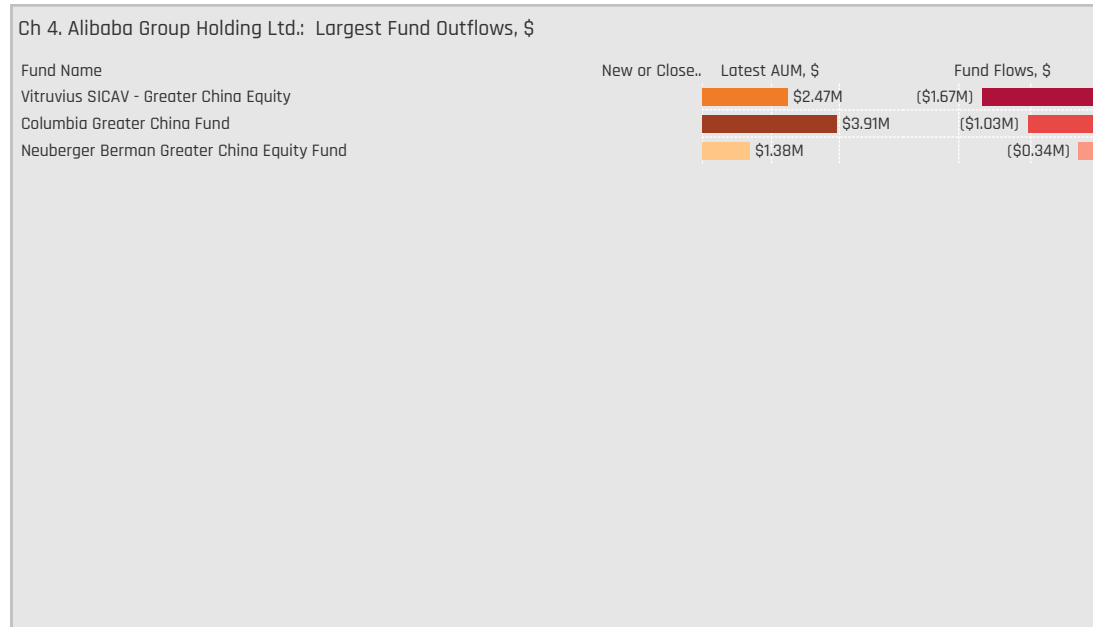 Ch 4. Alibaba Group Holding Ltd.: Largest Fund Outflows, $
Fund Name New or Close.. Latest AUM, $ Fund Flows, $
Vitruvius SICAV - Greater China Equity $2.47M ($1.67M)
Columbia Greater China Fund $3.91M ($1.03M)
Neuberger Berman Greater China Equity Fund $1.38M ($0.34M)